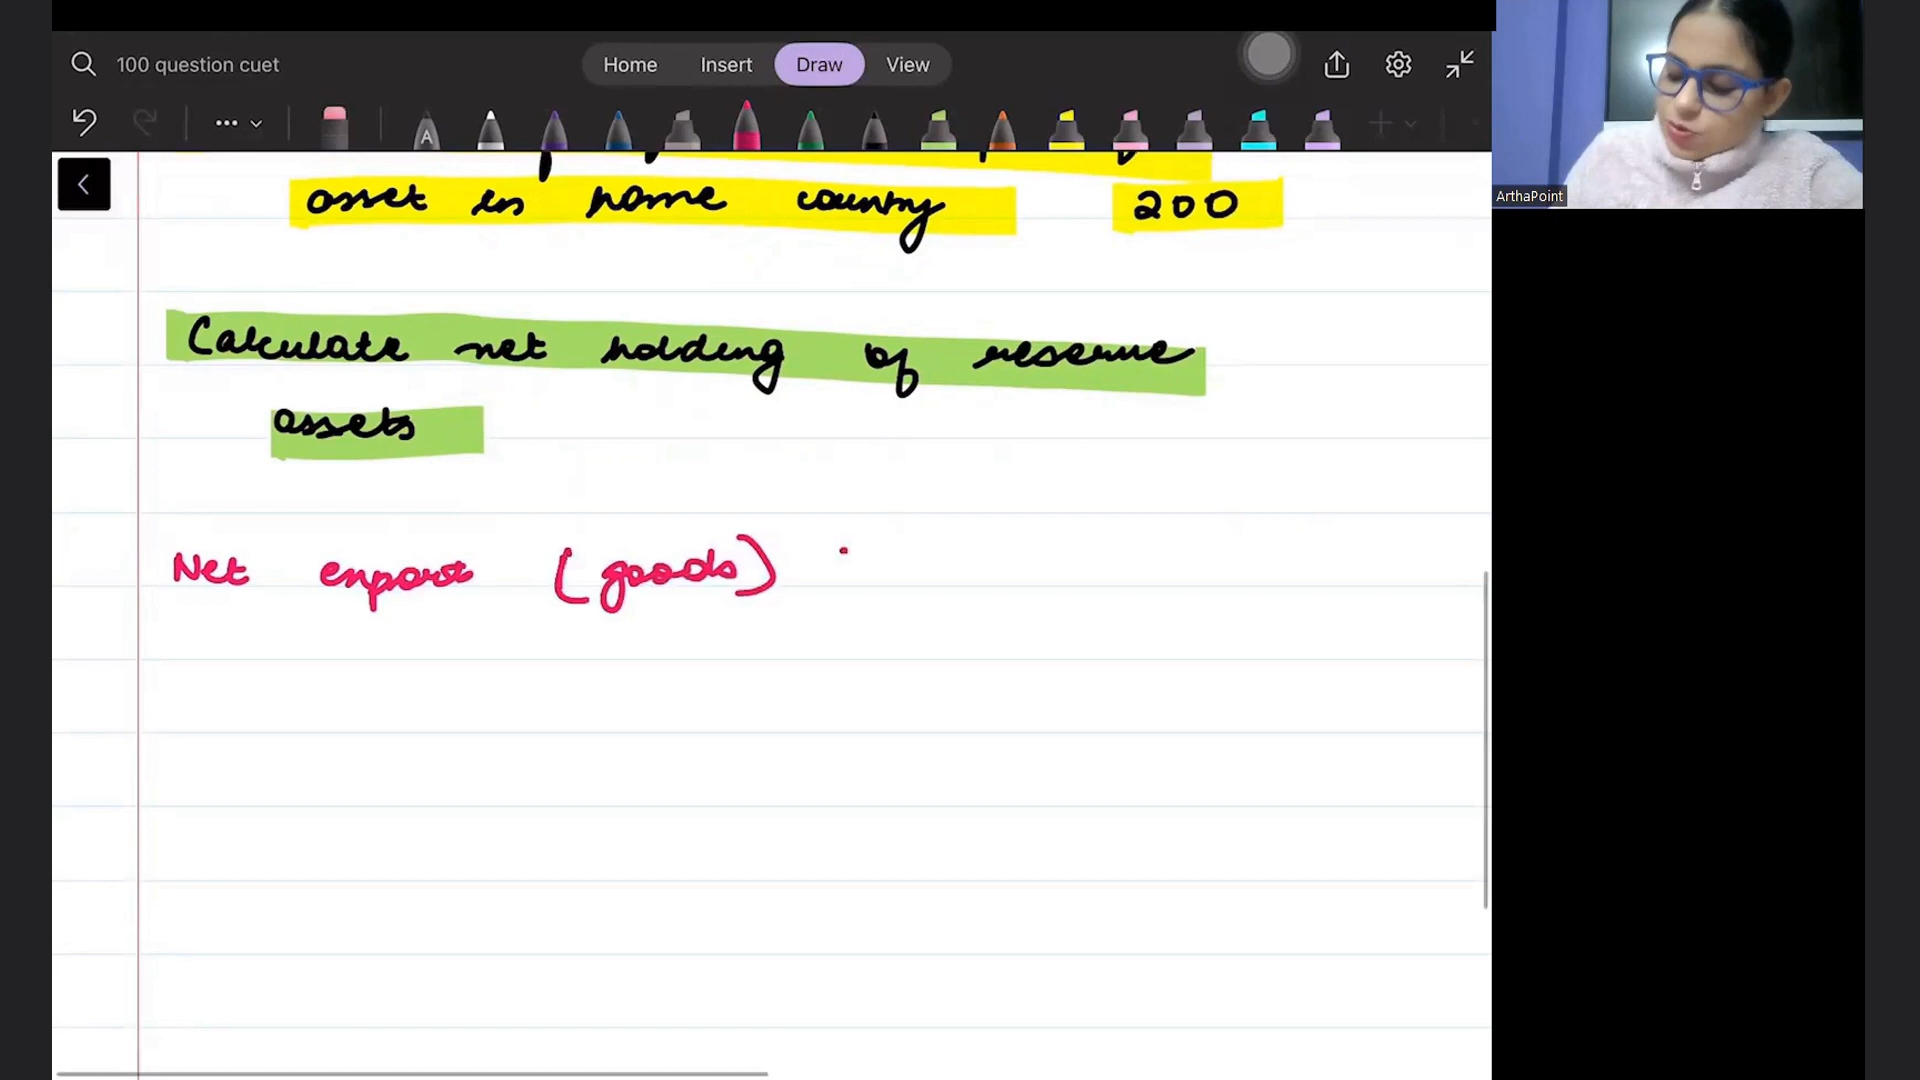 100 question cuet
Home Insert Draw View
A
ArthaPoint
asset in home country 200
Calculate net holding of reserve
assets
Net export (goods)